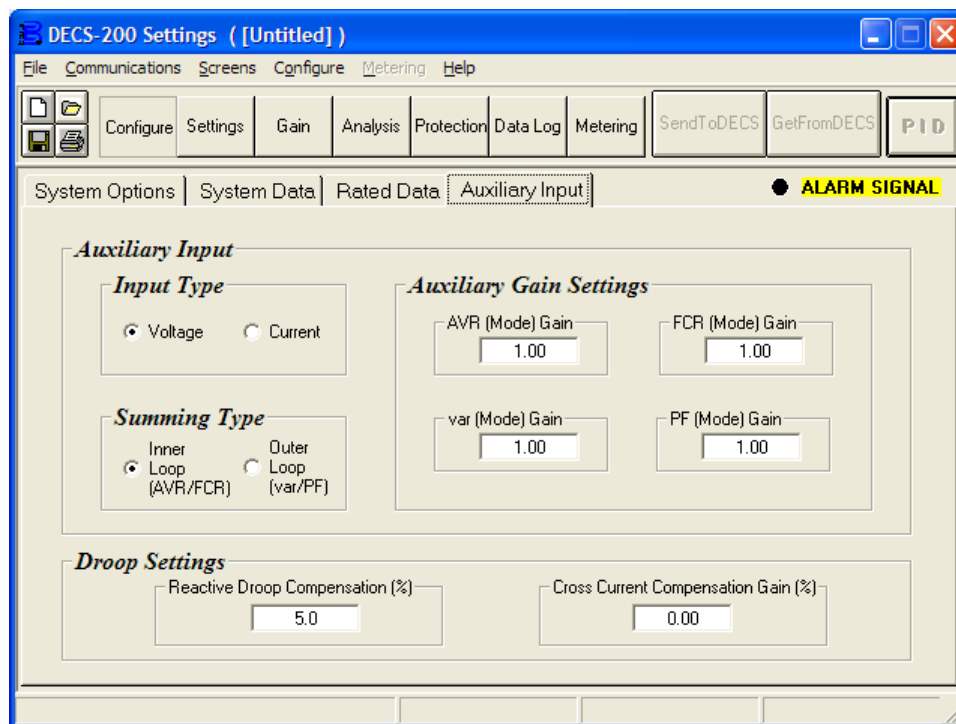 DECS-200 Settings ( [Untitled] )
File Communications Screens Configure Metering Help
Configure Settings Gain Analysis Protection Data Log Metering SendToDECS GetFromDECS PID
System Options System Data Rated Data Auxiliary Input ALARM SIGNAL
Auxiliary Input
Input Type
Voltage Current
Summing Type
Inner
Loop
(AVR/FCR)
Outer
Loop
(var/PF)
Auxiliary Gain Settings
AVR (Mode) Gain
1.00
FCR (Mode) Gain
1.00
var (Mode) Gain
1.00
PF (Mode) Gain
1.00
Droop Settings
Reactive Droop Compensation (%)
5.0
Cross Current Compensation Gain (%)
0.00